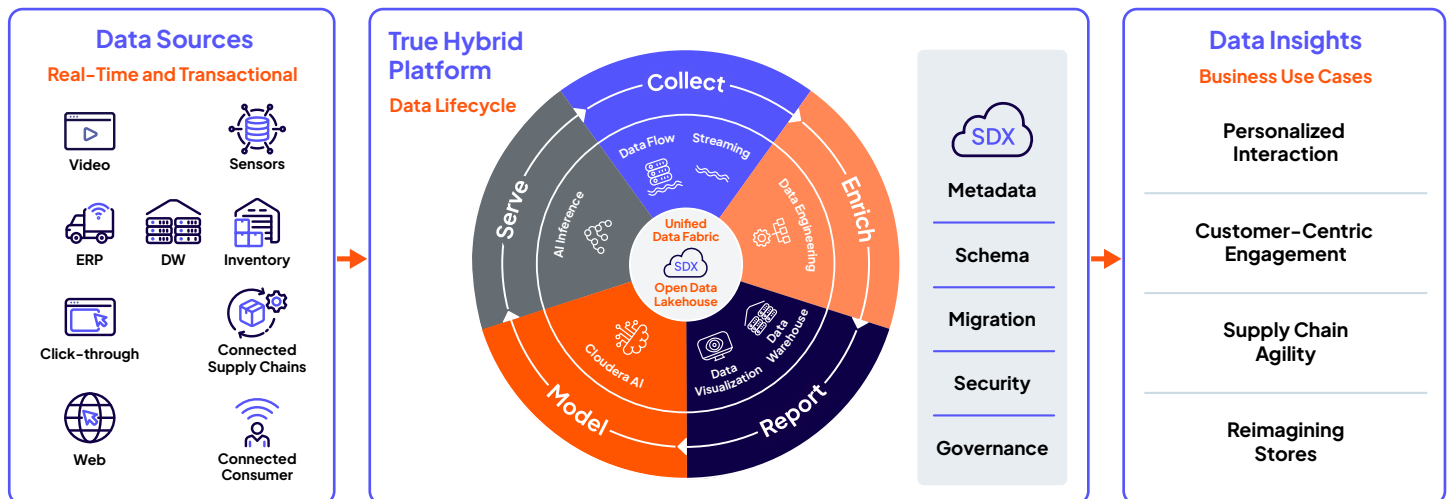 Data Sources
Real-Time and Transactional
Video
Sensors
ERP
DW
Inventory
Click-through
Connected
Supply Chains
Web
Connected
Consumer
True Hybrid
Platform
Data Lifecycle
Collect
Data Flow
Streaming
Enrich
Data Engineering
Report
Data
Warehouse
Data
Visualization
Model
Cloudera AI
Serve
AI Inference
Unified
Data Fabric
SDX
Open Data
Lakehouse
SDX
Metadata
Schema
Migration
Security
Governance
Data Insights
Business Use Cases
Personalized
Interaction
Customer-Centric
Engagement
Supply Chain
Agility
Reimagining
Stores